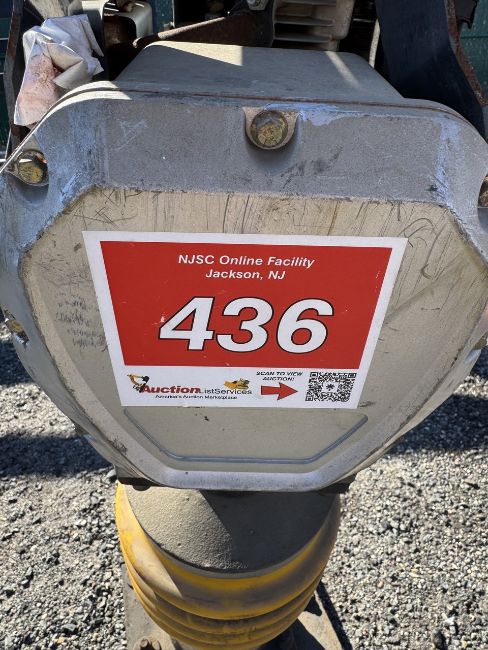 NJSC Online Facility
Jackson, NJ
436
SCAN TO VIEW
AUCTION:
AuctionListServices
America's Auction Marketplace